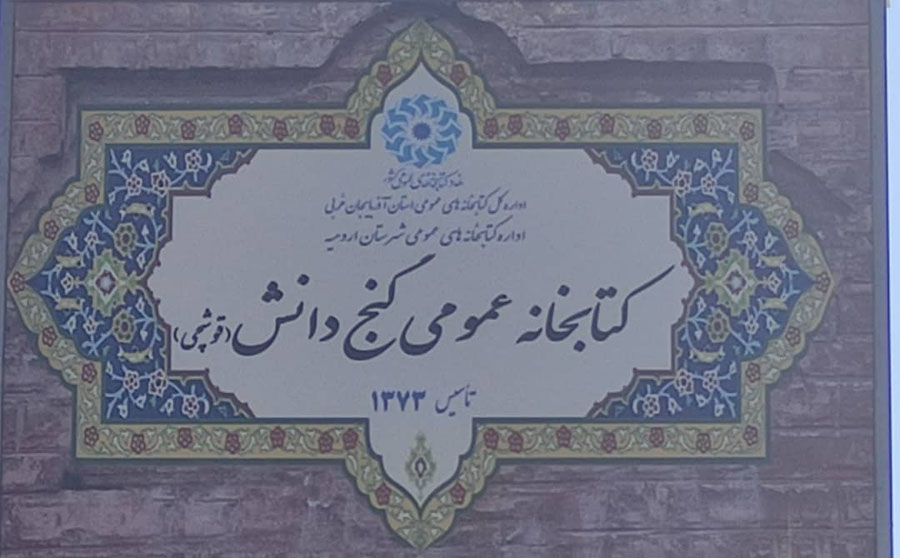 نهاد کتابخانه‌های عمومی کشور
اداره کل کتابخانه های عمومی استان آذربایجان غربی
اداره کتابخانه های عمومی شهرستان ارومیه
کتابخانه عمومی گنج دانش (قوشچی)
تأسیس ۱۳۷۳